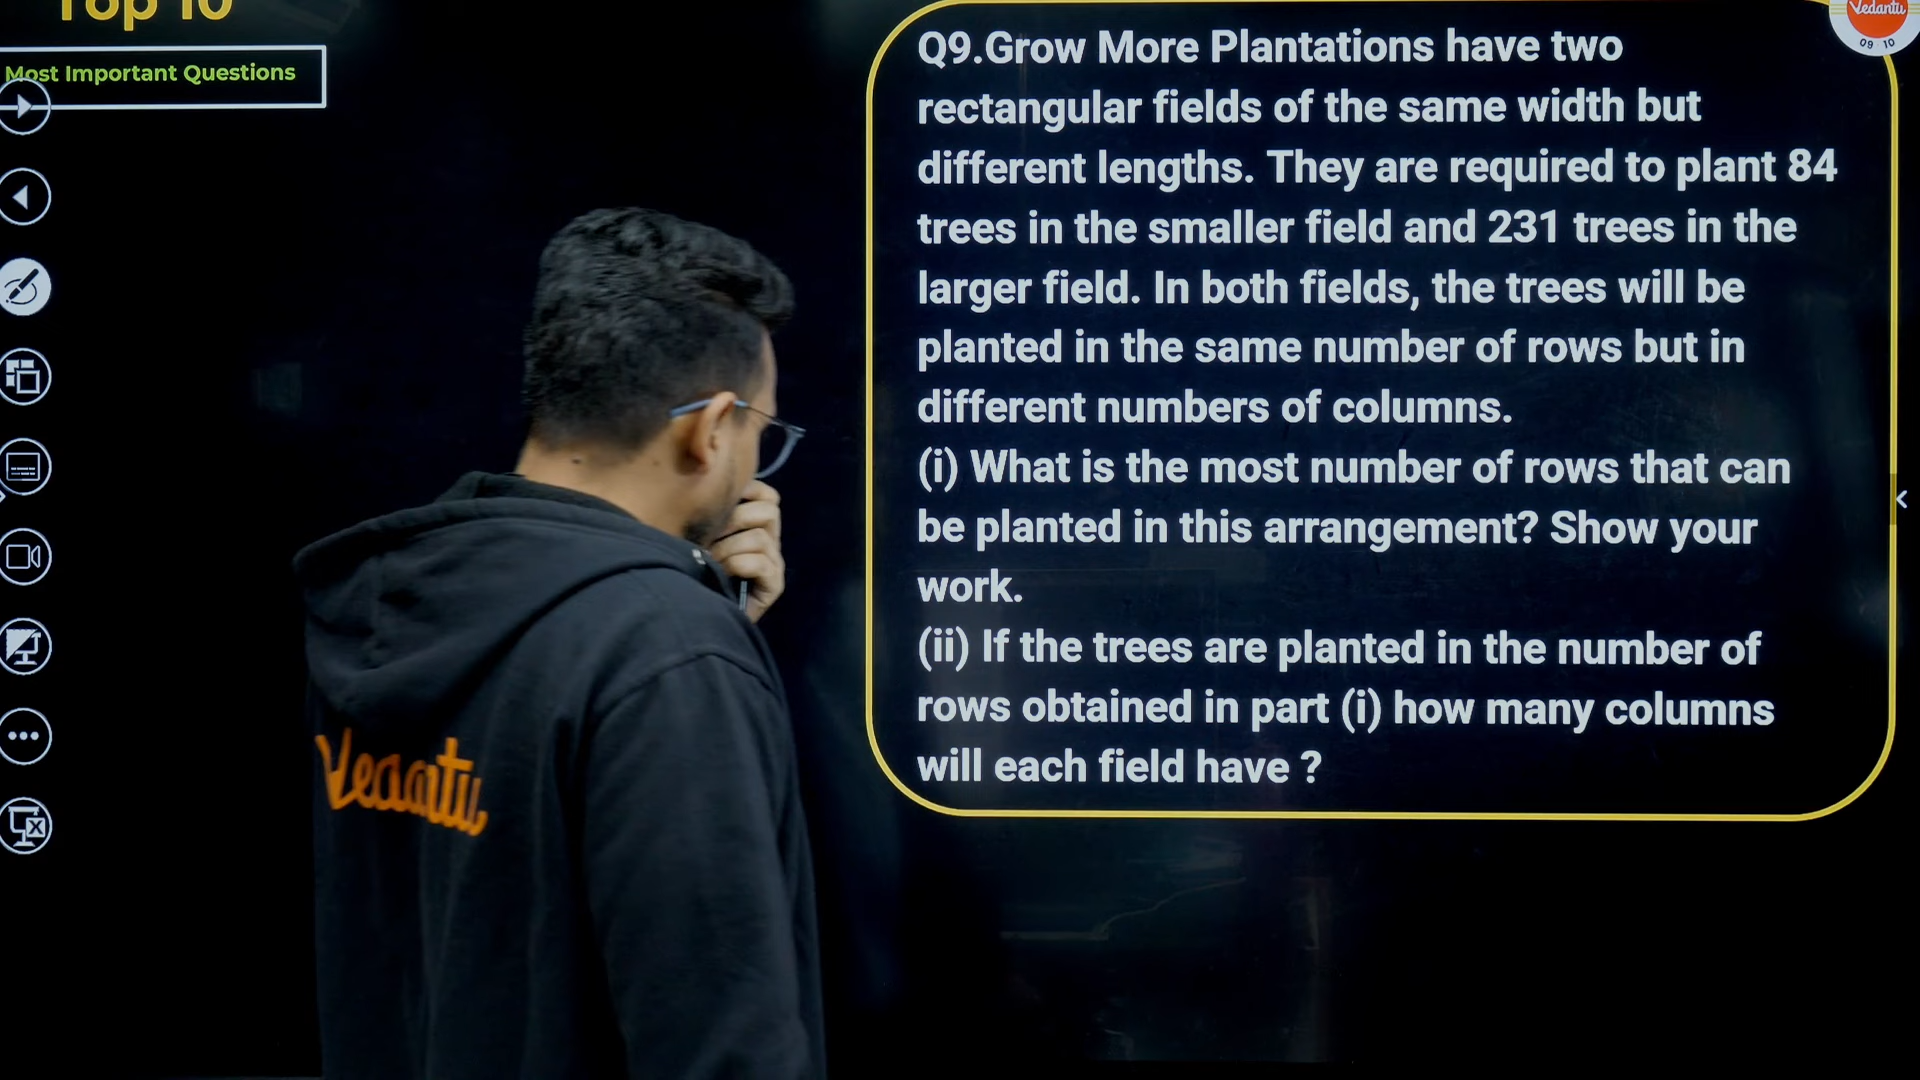 Top 10
Most Important Questions
Vedantu
09 10
Q9.Grow More Plantations have two
rectangular fields of the same width but
different lengths. They are required to plant 84
trees in the smaller field and 231 trees in the
larger field. In both fields, the trees will be
planted in the same number of rows but in
different numbers of columns.
(i) What is the most number of rows that can
be planted in this arrangement? Show your
work.
(ii) If the trees are planted in the number of
rows obtained in part (i) how many columns
will each field have ?
Vedantu